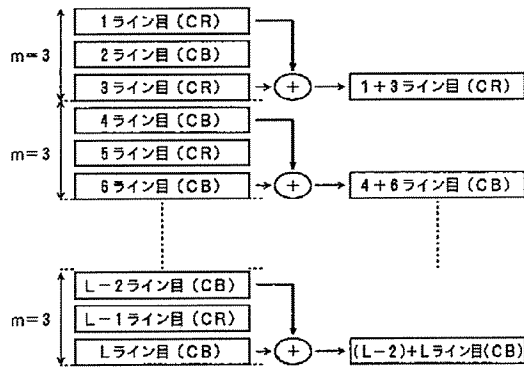 1ライン目(CR)
m=3
2ライン目(CB)
3ライン目(CR)
+
1+3ライン目(CR)
4ライン目(CB)
m=3
5ライン目(CR)
6ライン目(CB)
+
4+6ライン目(CB)
L-2ライン目(CB)
m=3
L-1ライン目(CR)
Lライン目(CB)
+
(L-2)+Lライン目(CB)